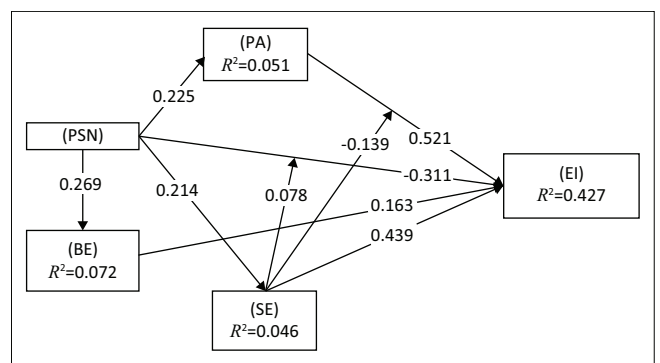 (PA)
R²=0.051
0.225
(PSN)
-0.139
0.521
0.269
0.214
0.078
-0.311
(EI)
R²=0.427
0.163
0.439
(BE)
R²=0.072
(SE)
R²=0.046